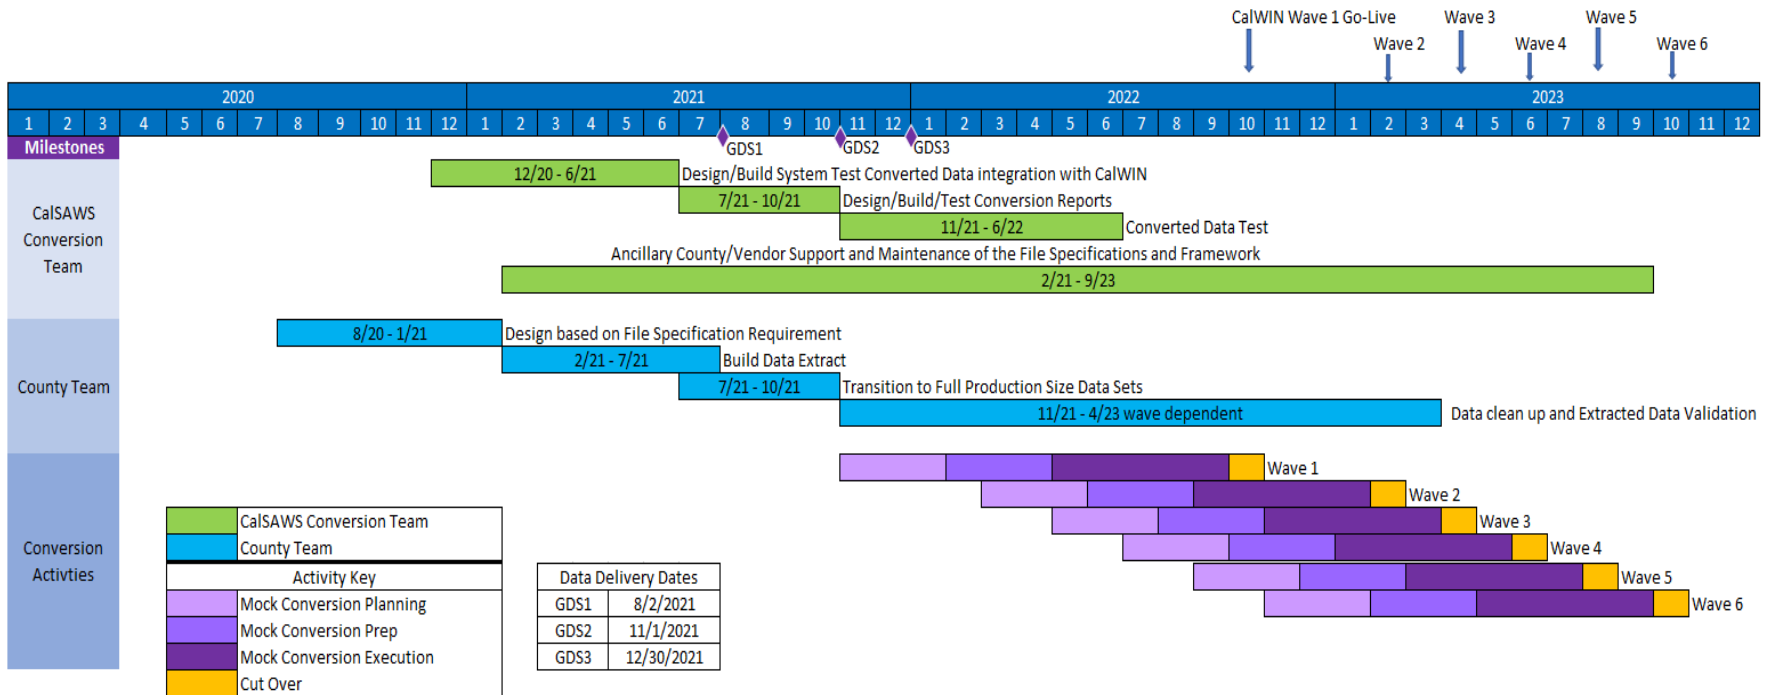 CalWIN Wave 1 Go-Live
Wave 3
Wave 5
Wave 2
Wave 4
Wave 6
2020
2021
2022
2023
1 2 3 4 5 6 7 8 9 10 11 12 1 2 3 4 5 6 7 8 9 10 11 12 1 2 3 4 5 6 7 8 9 10 11 12 1 2 3 4 5 6 7 8 9 10 11 12
Milestones
GDS1
GDS2
GDS3
CalSAWS
Conversion
Team
12/20 - 6/21
Design/Build System Test Converted Data integration with CalWIN
7/21 - 10/21
Design/Build/Test Conversion Reports
11/21 - 6/22
Converted Data Test
Ancillary County/Vendor Support and Maintenance of the File Specifications and Framework
2/21 - 9/23
County Team
8/20 - 1/21
Design based on File Specification Requirement
2/21 - 7/21
Build Data Extract
7/21 - 10/21
Transition to Full Production Size Data Sets
11/21 - 4/23 wave dependent
Data clean up and Extracted Data Validation
Conversion
Activties
Wave 1
Wave 2
Wave 3
Wave 4
Wave 5
Wave 6
CalSAWS Conversion Team
County Team
Activity Key
Mock Conversion Planning
Mock Conversion Prep
Mock Conversion Execution
Cut Over
Data Delivery Dates
GDS1 8/2/2021
GDS2 11/1/2021
GDS3 12/30/2021